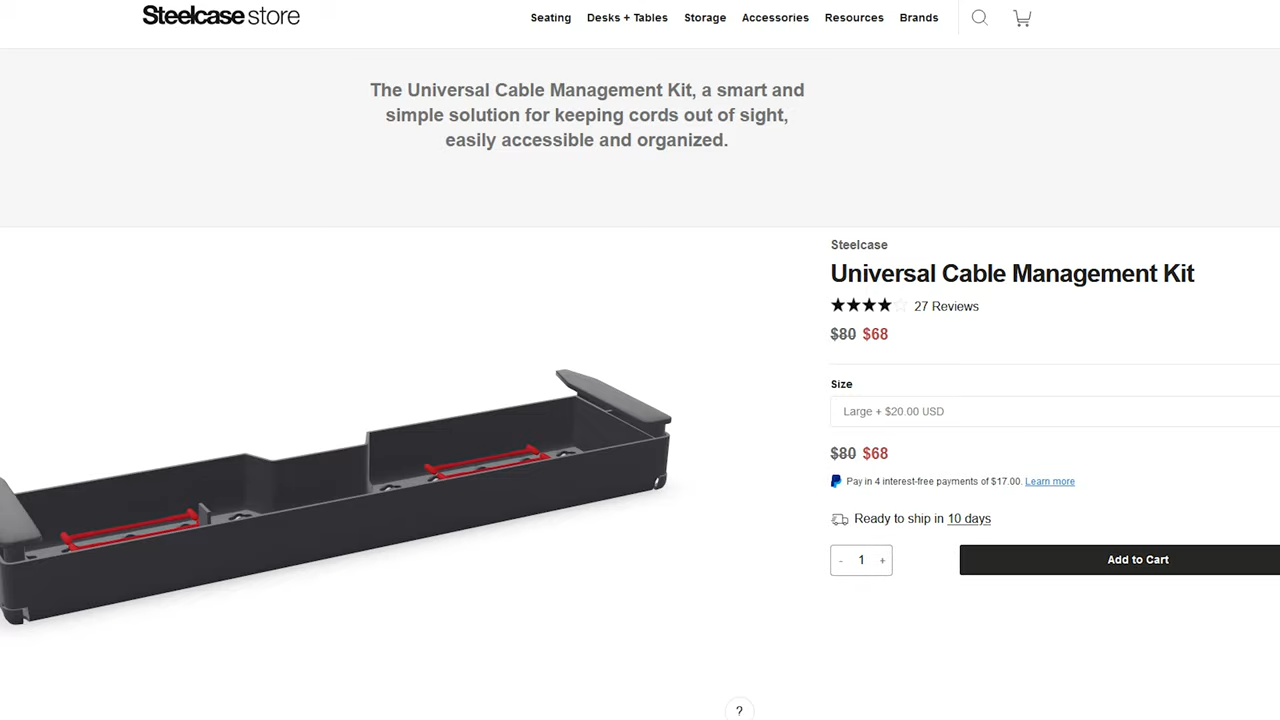 Steelcase store
Seating Desks + Tables Storage Accessories Resources Brands
The Universal Cable Management Kit, a smart and
simple solution for keeping cords out of sight,
easily accessible and organized.
Steelcase
Universal Cable Management Kit
27 Reviews
$80 $68
Size
Large + $20.00 USD
$80 $68
Pay in 4 interest-free payments of $17.00. Learn more
Ready to ship in 10 days
- 1 +
Add to Cart
?